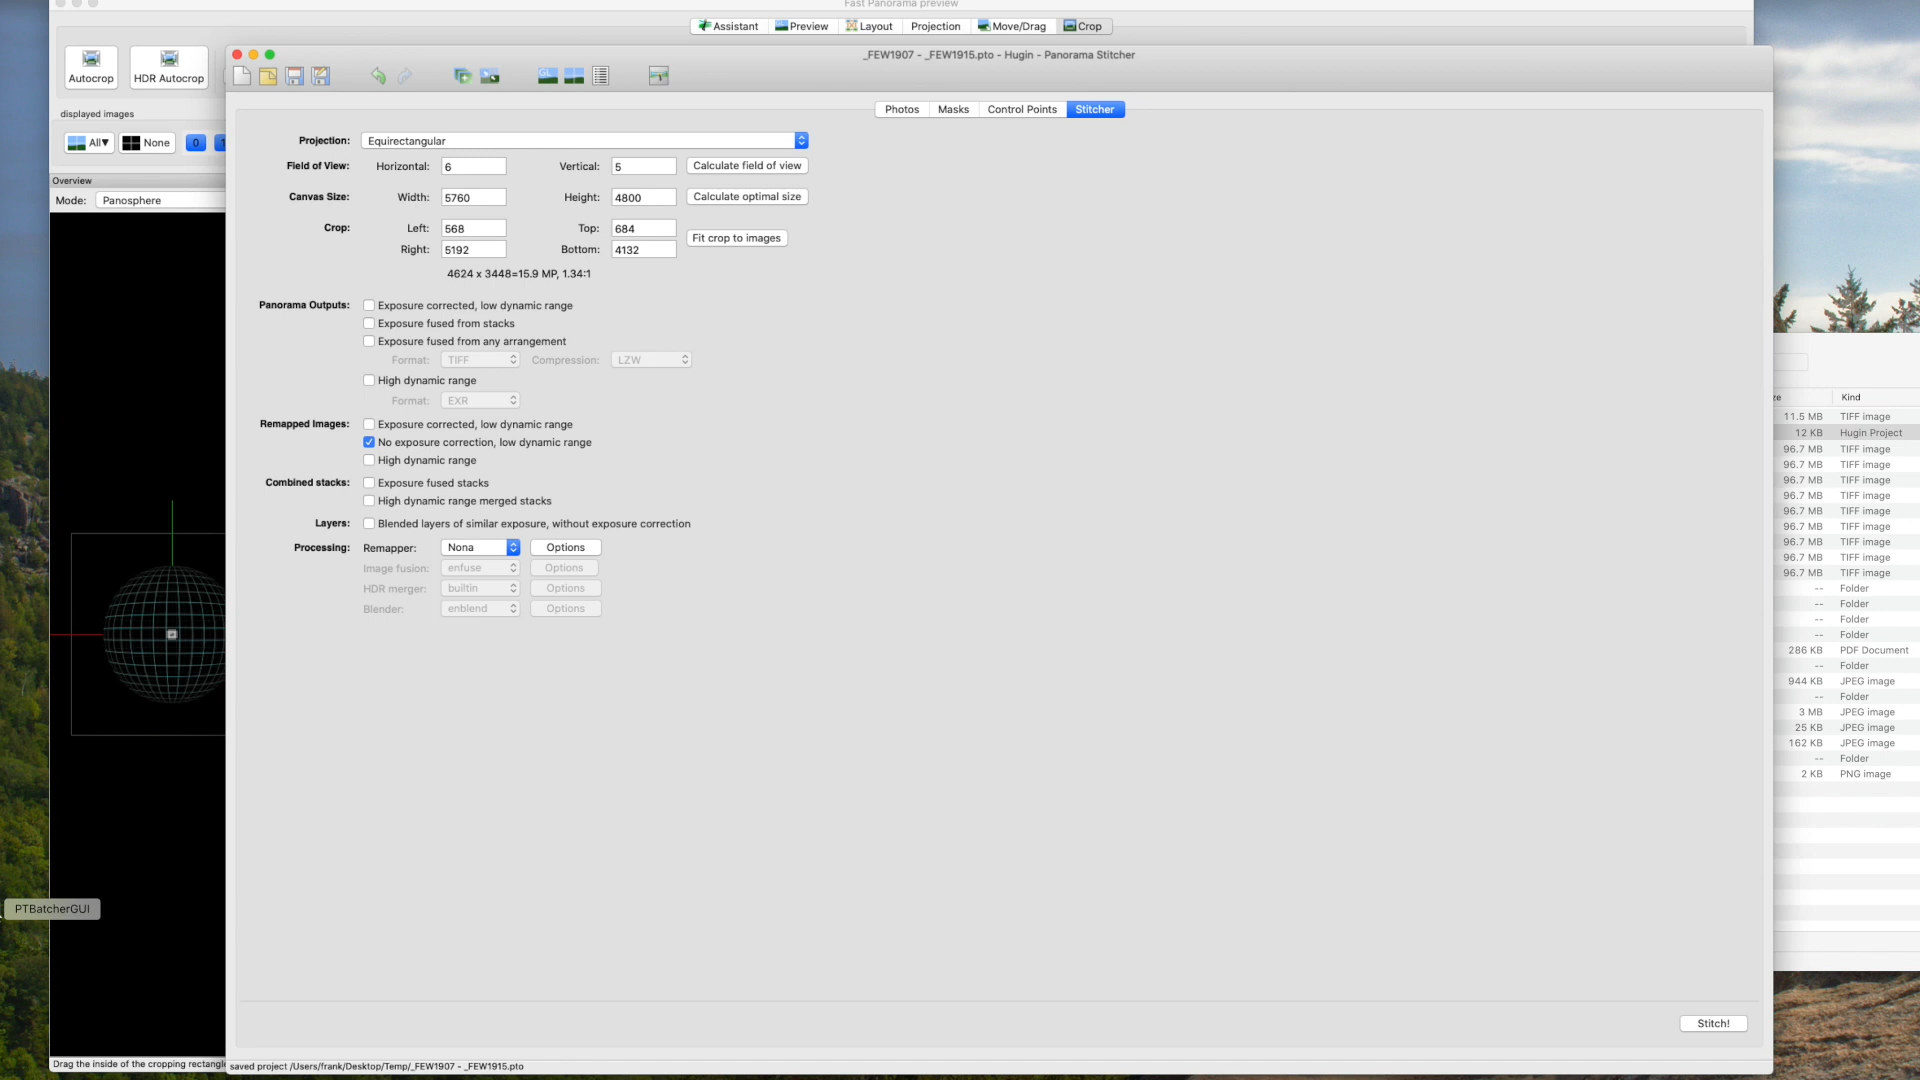 Fast Panorama preview
Assistant Preview Layout Projection Move/Drag Crop
Autocrop HDR Autocrop
_FEW1907 - _FEW1915.pto - Hugin - Panorama Stitcher
displayed images
All▾ None 0
Overview
Mode: Panosphere
Photos Masks Control Points Stitcher
Projection: Equirectangular
Field of View: Horizontal: 6 Vertical: 5 Calculate field of view
Canvas Size: Width: 5760 Height: 4800 Calculate optimal size
Crop: Left: 568 Top: 684
Fit crop to images
Right: 5192 Bottom: 4132
4624 x 3448=15.9 MP, 1.34:1
Panorama Outputs: Exposure corrected, low dynamic range
Exposure fused from stacks
Exposure fused from any arrangement
Format: TIFF Compression: LZW
High dynamic range
Format: EXR
Remapped Images: Exposure corrected, low dynamic range
No exposure correction, low dynamic range
High dynamic range
Combined stacks: Exposure fused stacks
High dynamic range merged stacks
Layers: Blended layers of similar exposure, without exposure correction
Processing: Remapper: Nona Options
Image fusion: enfuse Options
HDR merger: builtin Options
Blender: enblend Options
Stitch!
PTBatcherGUI
Drag the inside of the cropping rectangle
saved project /Users/frank/Desktop/Temp/_FEW1907 - _FEW1915.pto
ze Kind
11.5 MB TIFF image
12 KB Hugin Project
96.7 MB TIFF image
96.7 MB TIFF image
96.7 MB TIFF image
96.7 MB TIFF image
96.7 MB TIFF image
96.7 MB TIFF image
96.7 MB TIFF image
96.7 MB TIFF image
96.7 MB TIFF image
-- Folder
-- Folder
-- Folder
-- Folder
286 KB PDF Document
-- Folder
944 KB JPEG image
-- Folder
3 MB JPEG image
25 KB JPEG image
162 KB JPEG image
-- Folder
2 KB PNG image